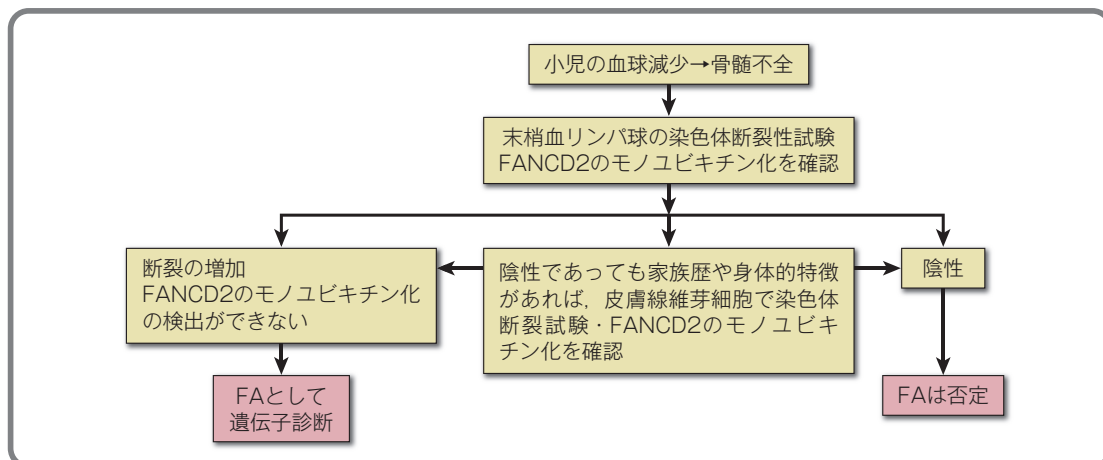 小児の血球減少→骨髄不全
末梢血リンパ球の染色体断裂性試験
FANCD2のモノユビキチン化を確認
断裂の増加
FANCD2のモノユビキチン化
の検出ができない
陰性であっても家族歴や身体的特徴
があれば，皮膚線維芽細胞で染色体
断裂試験・FANCD2のモノユビキ
チン化を確認
陰性
FAとして
遺伝子診断
FAは否定